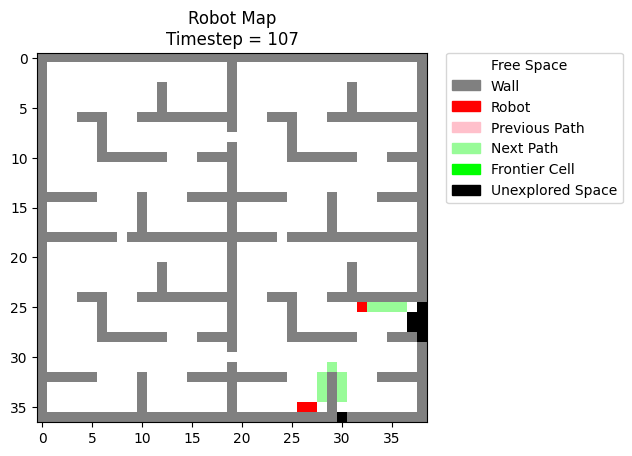 Robot Map
Timestep = 107
Free Space
Wall
Robot
Previous Path
Next Path
Frontier Cell
Unexplored Space
0
5
10
15
20
25
30
35
0
5
10
15
20
25
30
35